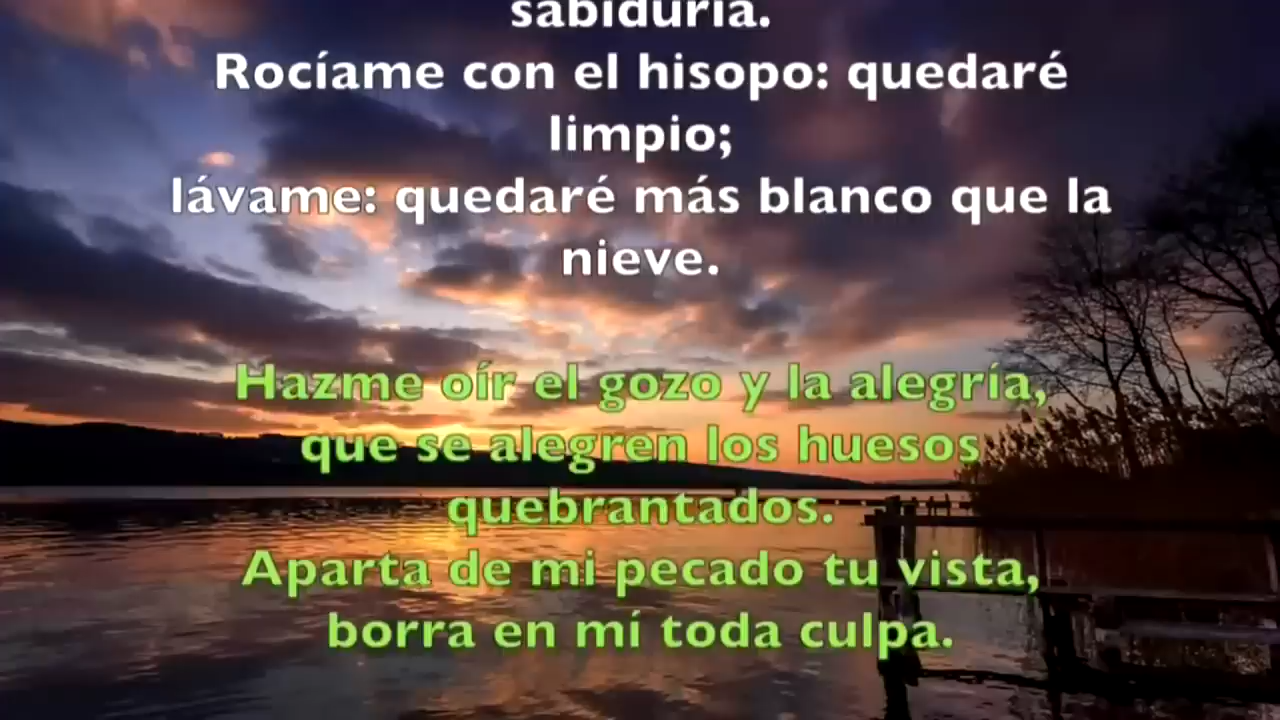 sabiduría.
Rocíame con el hisopo: quedaré
limpio;
lávame: quedaré más blanco que la
nieve.
Hazme oír el gozo y la alegría,
que se alegren los huesos
quebrantados.
Aparta de mi pecado tu vista,
borra en mí toda culpa.